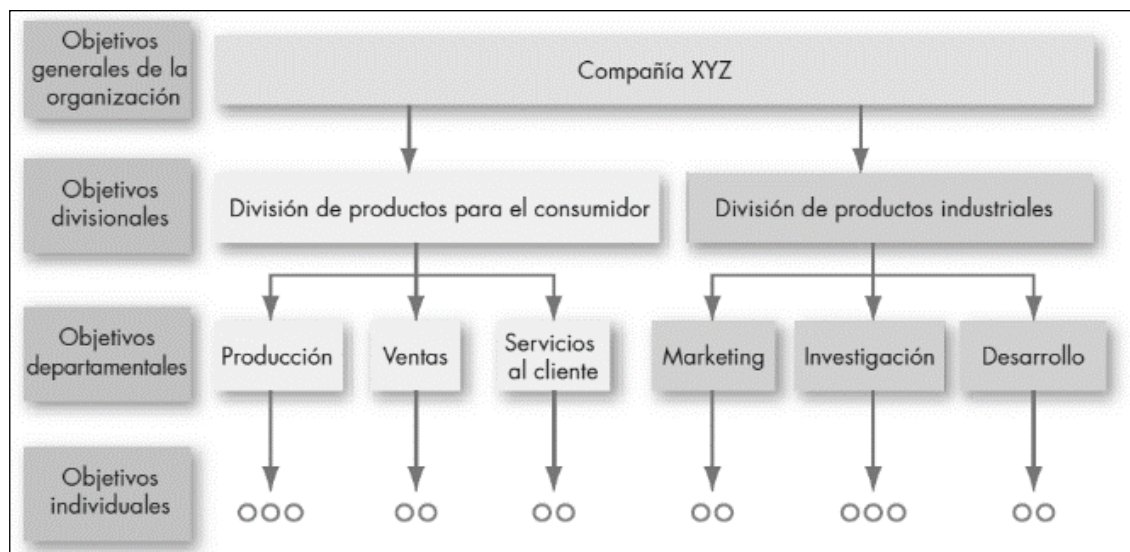 Objetivos
generales de la
organización
Compañía XYZ
Objetivos
divisionales
División de productos para el consumidor
División de productos industriales
Objetivos
departamentales
Producción
Ventas
Servicios
al cliente
Marketing
Investigación
Desarrollo
Objetivos
individuales